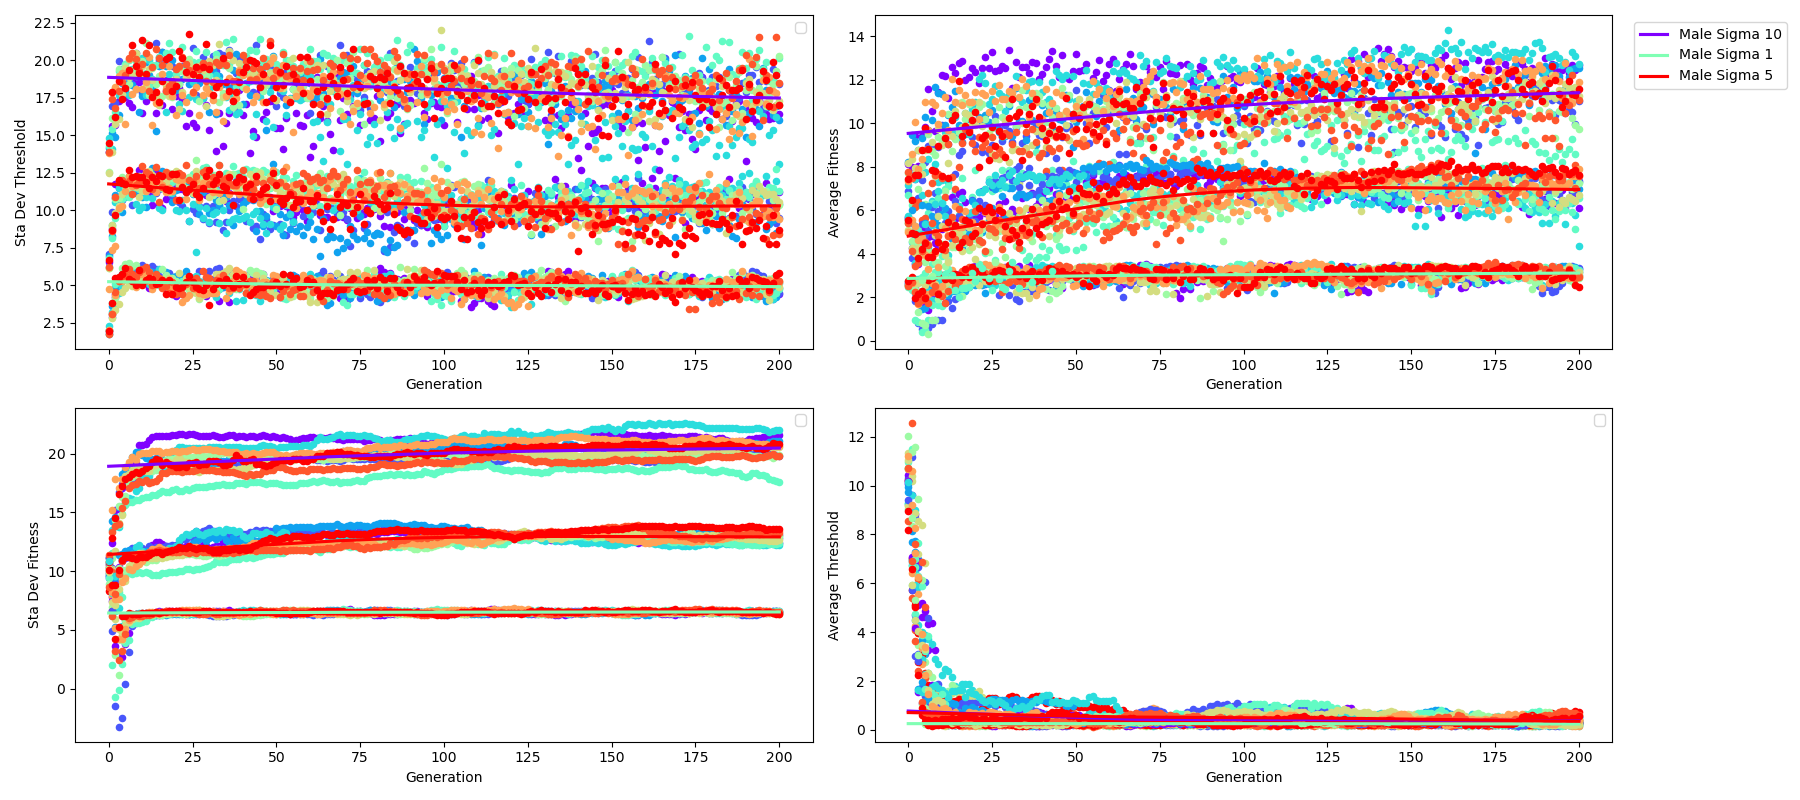 22.5
20.0
17.5
15.0
12.5
10.0
7.5
5.0
2.5
Sta Dev Threshold
0 25 50 75 100 125 150 175 200
Generation
14
12
10
8
6
4
2
0
Average Fitness
0 25 50 75 100 125 150 175 200
Generation
Male Sigma 10
Male Sigma 1
Male Sigma 5
20
15
10
5
0
Sta Dev Fitness
0 25 50 75 100 125 150 175 200
Generation
12
10
8
6
4
2
0
Average Threshold
0 25 50 75 100 125 150 175 200
Generation